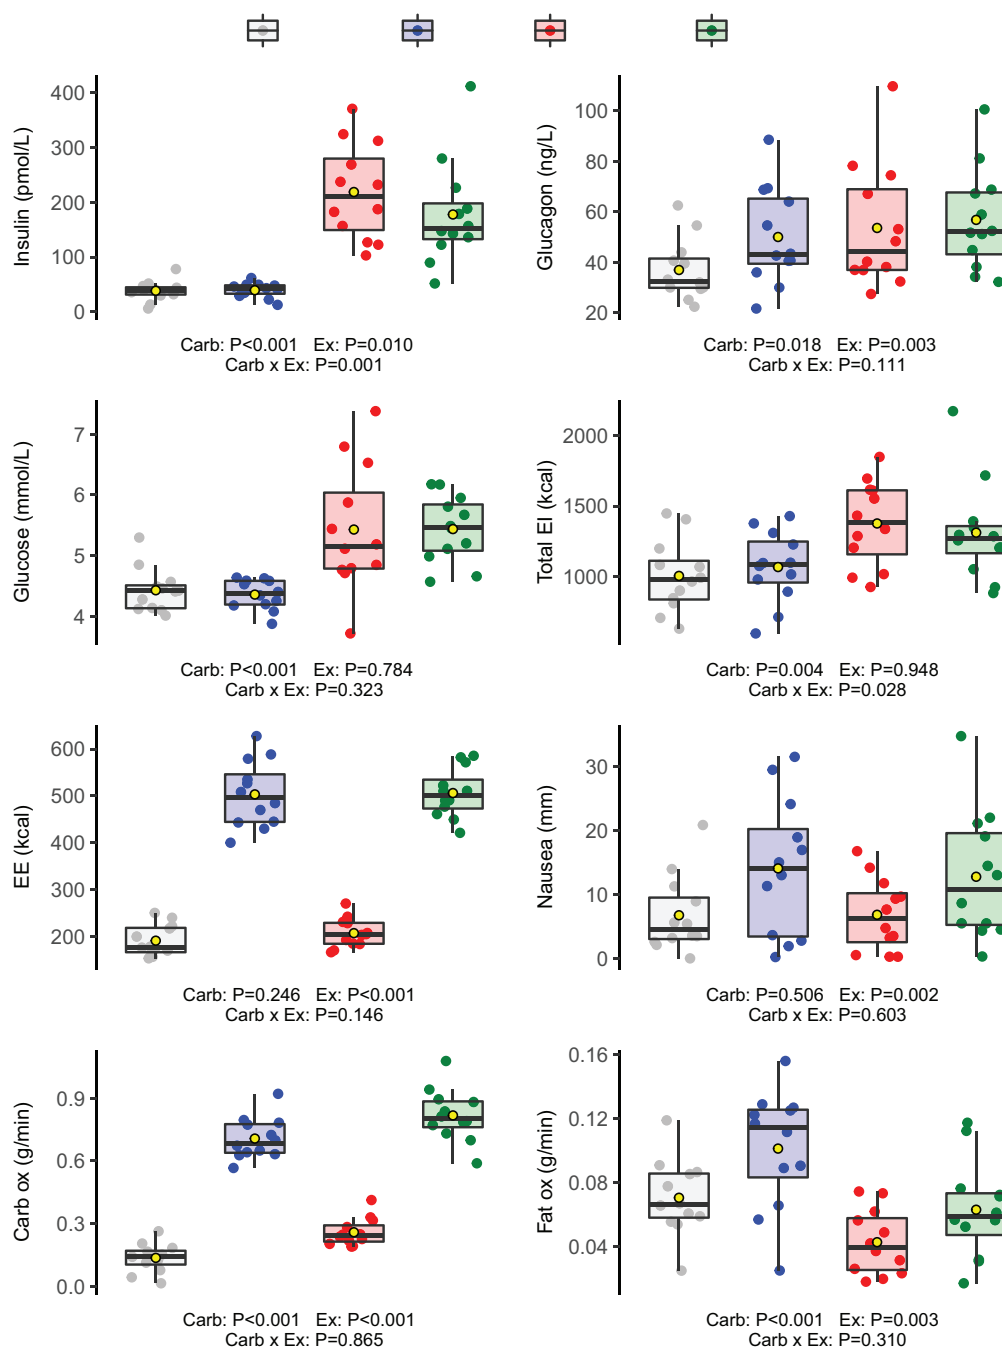 Insulin (pmol/L)
400
300
200
100
0
Carb: P<0.001 Ex: P=0.010
Carb x Ex: P=0.001
Glucagon (ng/L)
100
80
60
40
20
Carb: P=0.018 Ex: P=0.003
Carb x Ex: P=0.111
Glucose (mmol/L)
7
6
5
4
Carb: P<0.001 Ex: P=0.784
Carb x Ex: P=0.323
Total EI (kcal)
2000
1500
1000
Carb: P=0.004 Ex: P=0.948
Carb x Ex: P=0.028
EE (kcal)
600
500
400
300
200
Carb: P=0.246 Ex: P<0.001
Carb x Ex: P=0.146
Nausea (mm)
30
20
10
0
Carb: P=0.506 Ex: P=0.002
Carb x Ex: P=0.603
Carb ox (g/min)
0.9
0.6
0.3
0.0
Carb: P<0.001 Ex: P<0.001
Carb x Ex: P=0.865
Fat ox (g/min)
0.16
0.12
0.08
0.04
Carb: P<0.001 Ex: P=0.003
Carb x Ex: P=0.310